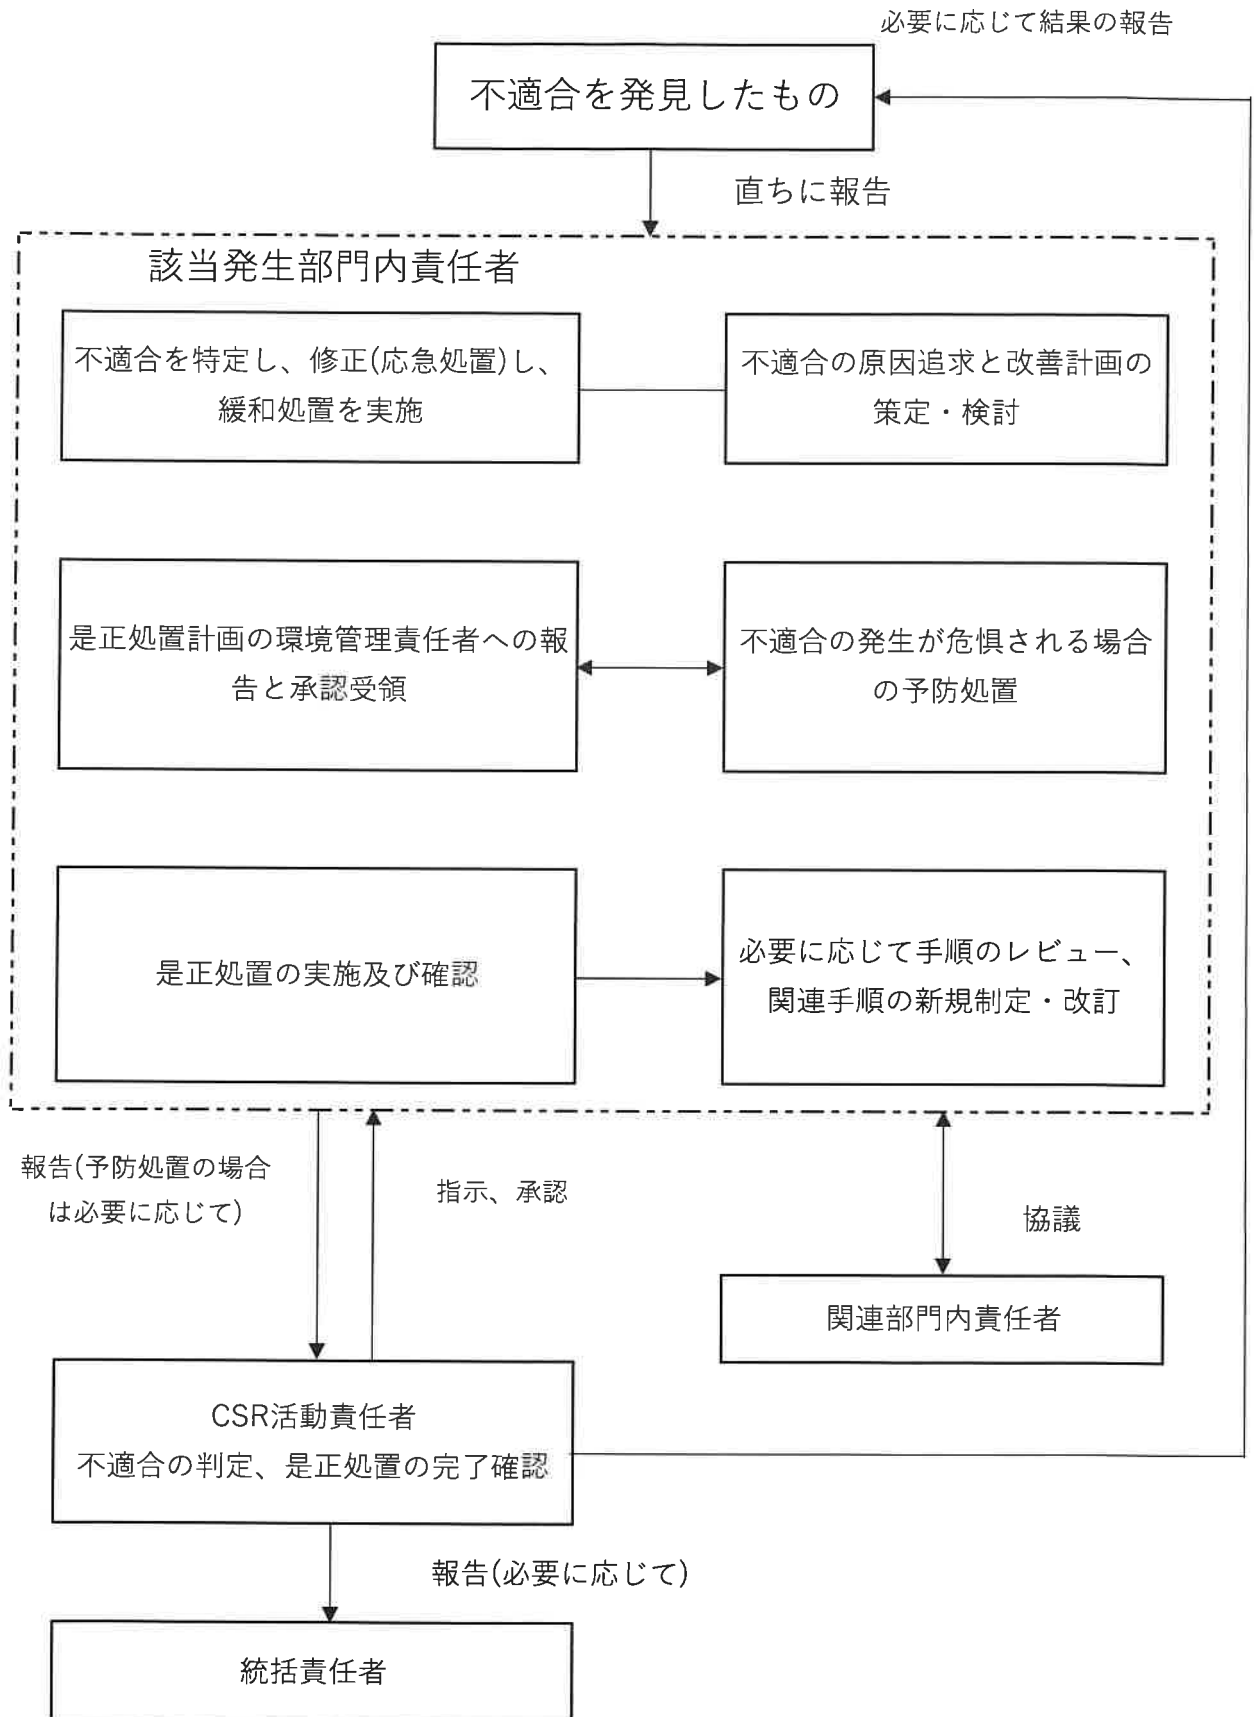 必要に応じて結果の報告
不適合を発見したもの
直ちに報告
該当発生部門内責任者
不適合を特定し、修正(応急処置)し、
緩和処置を実施
不適合の原因追求と改善計画の
策定・検討
是正処置計画の環境管理責任者への報
告と承認受領
不適合の発生が危惧される場合
の予防処置
是正処置の実施及び確認
必要に応じて手順のレビュー、
関連手順の新規制定・改訂
報告(予防処置の場合
は必要に応じて)
指示、承認
協議
関連部門内責任者
CSR活動責任者
不適合の判定、是正処置の完了確認
報告(必要に応じて)
統括責任者